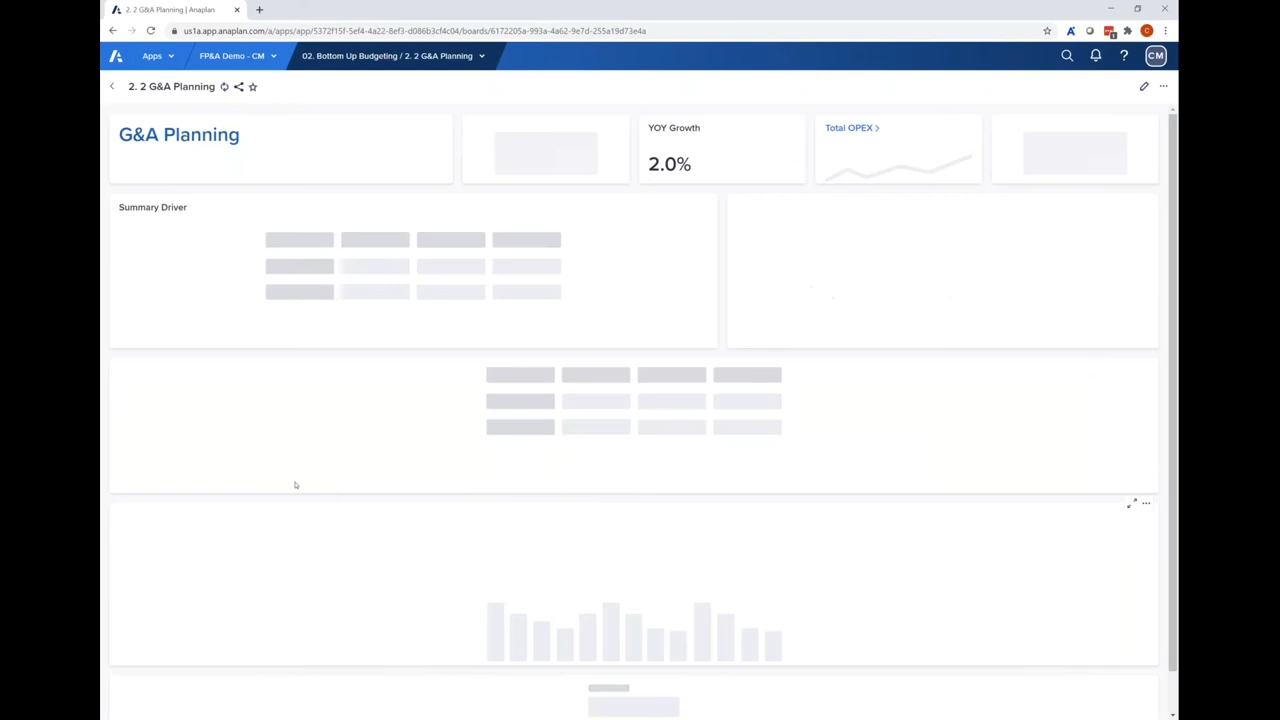 2. 2 G&A Planning | Anaplan
us1a.app.anaplan.com/a/apps/app/5372f15f-5ef4-4a22-8ef3-d086b3cf4c04/boards/6172205a-993a-4a62-9e7d-255a19d73e4a
Apps
FP&A Demo - CM
02. Bottom Up Budgeting / 2. 2 G&A Planning
CM
2. 2 G&A Planning
G&A Planning
YOY Growth
2.0%
Total OPEX
Summary Driver